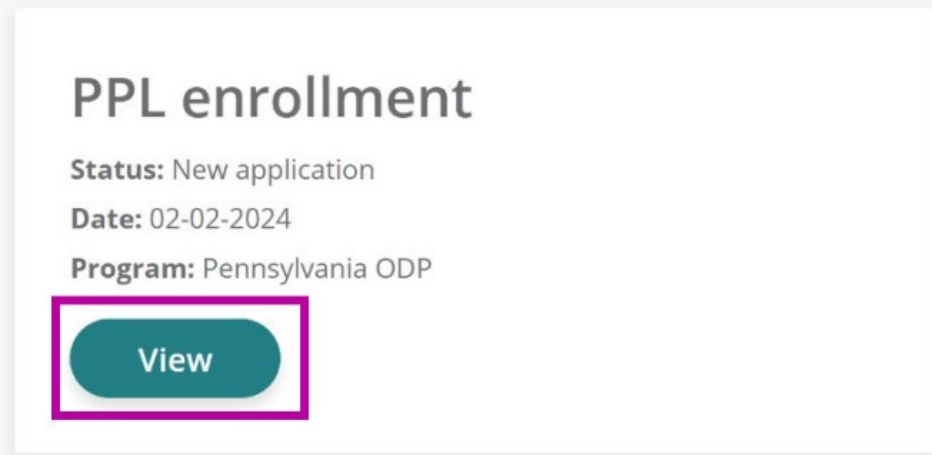 PPL enrollment
Status: New application
Date: 02-02-2024
Program: Pennsylvania ODP
View